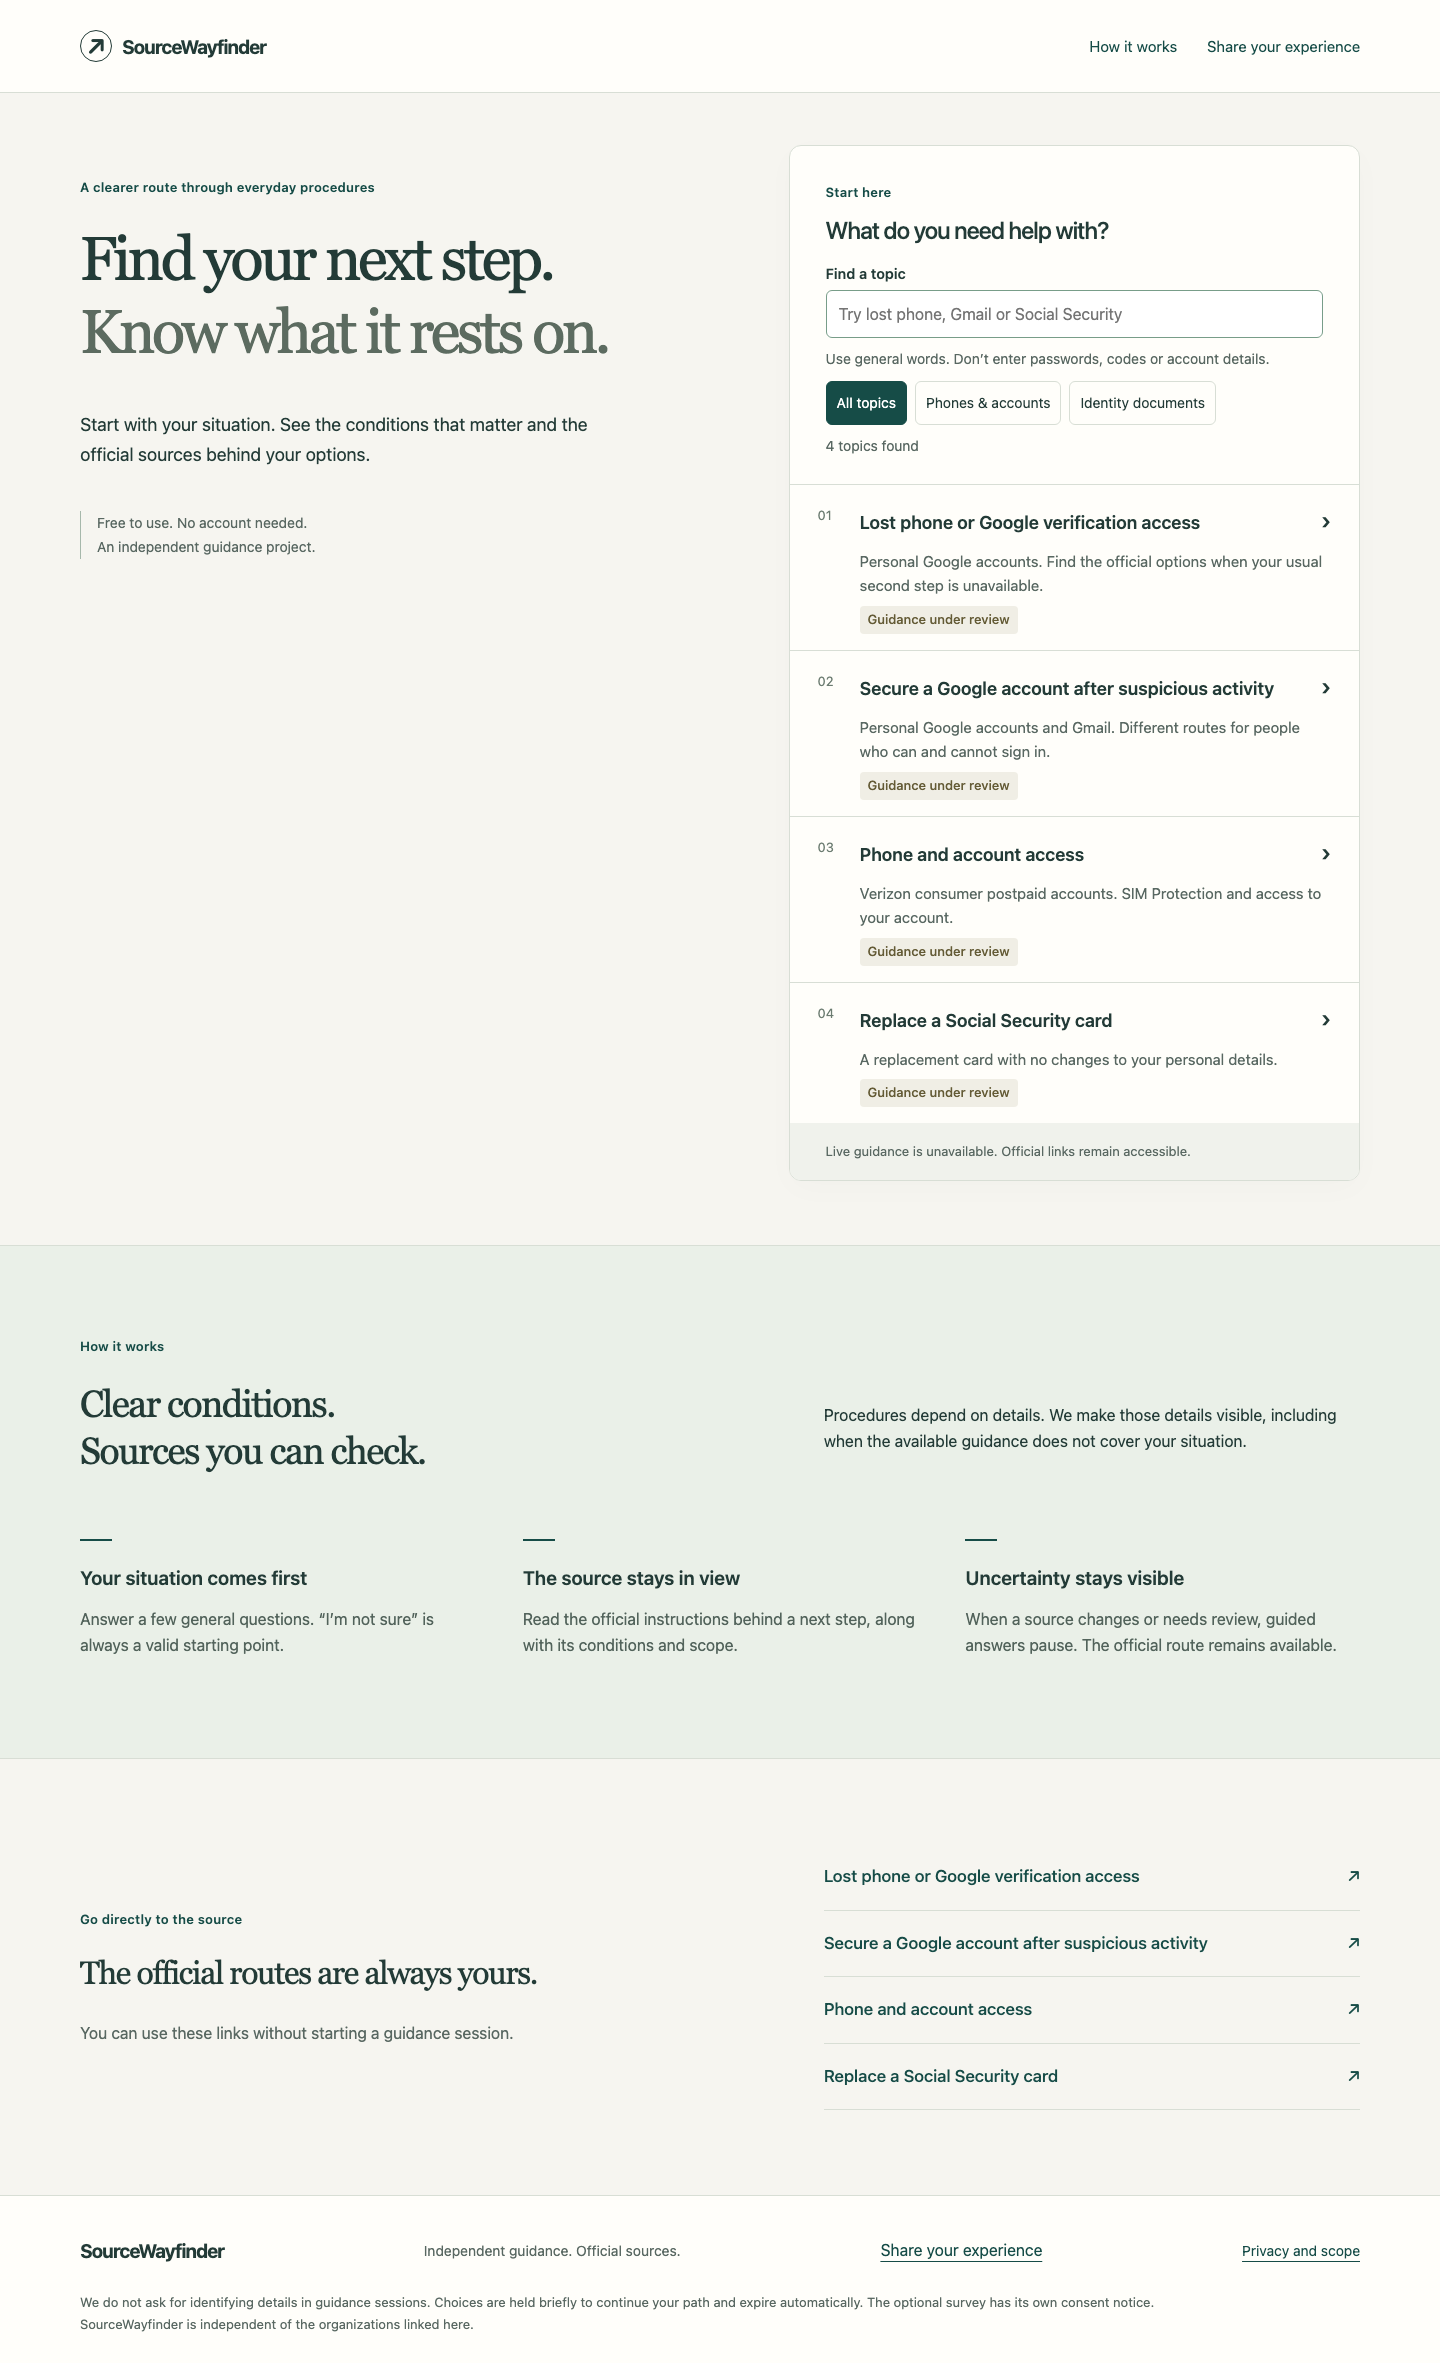 SourceWayfinder
How it works
Share your experience
A clearer route through everyday procedures
Find your next step.
Know what it rests on.
Start with your situation. See the conditions that matter and the
official sources behind your options.
Free to use. No account needed.
An independent guidance project.
Start here
What do you need help with?
Find a topic
Try lost phone, Gmail or Social Security
Use general words. Don’t enter passwords, codes or account details.
All topics
Phones & accounts
Identity documents
4 topics found
01
Lost phone or Google verification access
Personal Google accounts. Find the official options when your usual
second step is unavailable.
Guidance under review
02
Secure a Google account after suspicious activity
Personal Google accounts and Gmail. Different routes for people
who can and cannot sign in.
Guidance under review
03
Phone and account access
Verizon consumer postpaid accounts. SIM Protection and access to
your account.
Guidance under review
04
Replace a Social Security card
A replacement card with no changes to your personal details.
Guidance under review
Live guidance is unavailable. Official links remain accessible.
How it works
Clear conditions.
Sources you can check.
Procedures depend on details. We make those details visible, including
when the available guidance does not cover your situation.
Your situation comes first
Answer a few general questions. “I’m not sure” is
always a valid starting point.
The source stays in view
Read the official instructions behind a next step, along
with its conditions and scope.
Uncertainty stays visible
When a source changes or needs review, guided
answers pause. The official route remains available.
Go directly to the source
The official routes are always yours.
You can use these links without starting a guidance session.
Lost phone or Google verification access
Secure a Google account after suspicious activity
Phone and account access
Replace a Social Security card
SourceWayfinder
Independent guidance. Official sources.
Share your experience
Privacy and scope
We do not ask for identifying details in guidance sessions. Choices are held briefly to continue your path and expire automatically. The optional survey has its own consent notice.
SourceWayfinder is independent of the organizations linked here.